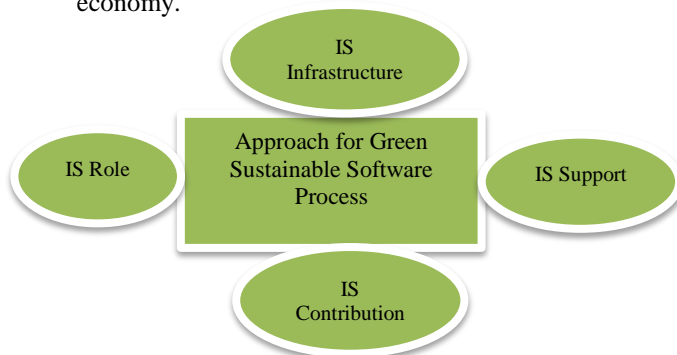 economy.
IS
Infrastructure
Approach for Green
Sustainable Software
Process
IS Role
IS Support
IS
Contribution